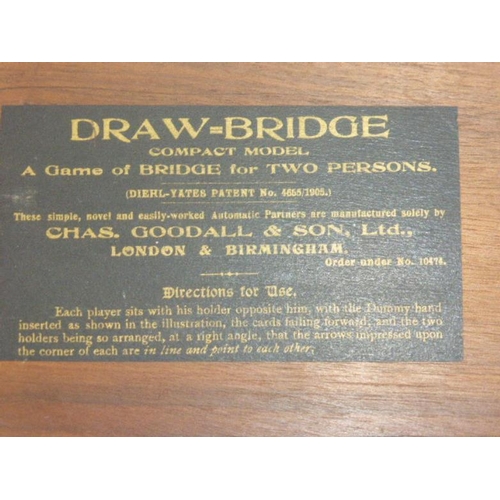 DRAW=BRIDGE
COMPACT MODEL
A Game of BRIDGE for TWO PERSONS.
(DIEHL-YATES PATENT No. 4655/1905.)
These simple, novel and easily-worked Automatic Partners are manufactured solely by
CHAS. GOODALL & SON, Ltd.,
LONDON & BIRMINGHAM.
Order under No. 10474.
Directions for Use.
Each player sits with his holder opposite him, with the Dummy hand
inserted as shown in the illustration, the cards falling forward, and the two
holders being so arranged, at a right angle, that the arrows impressed upon
the corner of each are in line and point to each other.